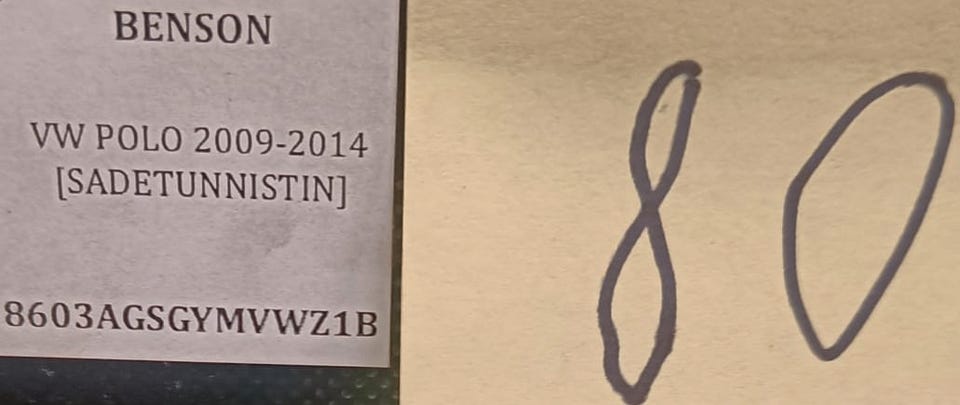 BENSON
VW POLO 2009-2014
[SADETUNNISTIN]
8603AGSGYMVWZ1B
80